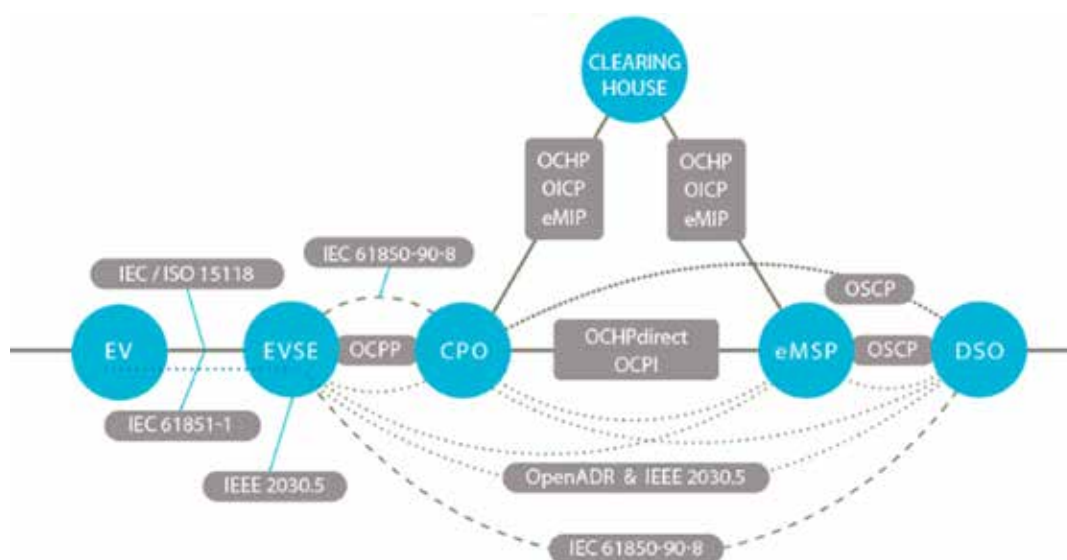 CLEARING
HOUSE
OCHP
OICP
eMIP
OCHP
OICP
eMIP
IEC 61850-90-8
IEC / ISO 15118
OSCP
EV
EVSE
OCPP
CPO
OCHPdirect
OCPI
eMSP
OSCP
DSO
IEC 61851-1
IEEE 2030.5
OpenADR & IEEE 2030.5
IEC 61850-90-8